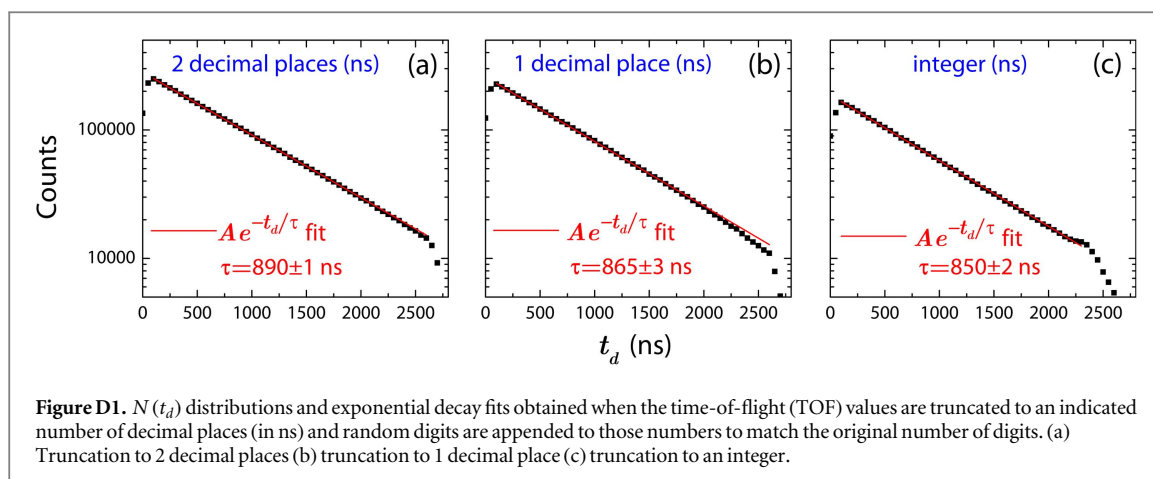 2 decimal places (ns) (a)
1 decimal place (ns) (b)
integer (ns) (c)
Counts
100000
10000
Ae^{-t_d/τ} fit
τ=890±1 ns
Ae^{-t_d/τ} fit
τ=865±3 ns
Ae^{-t_d/τ} fit
τ=850±2 ns
0 500 1000 1500 2000 2500
0 500 1000 1500 2000 2500
0 500 1000 1500 2000 2500
t_d (ns)
Figure D1. N (t_d) distributions and exponential decay fits obtained when the time-of-flight (TOF) values are truncated to an indicated
number of decimal places (in ns) and random digits are appended to those numbers to match the original number of digits. (a)
Truncation to 2 decimal places (b) truncation to 1 decimal place (c) truncation to an integer.